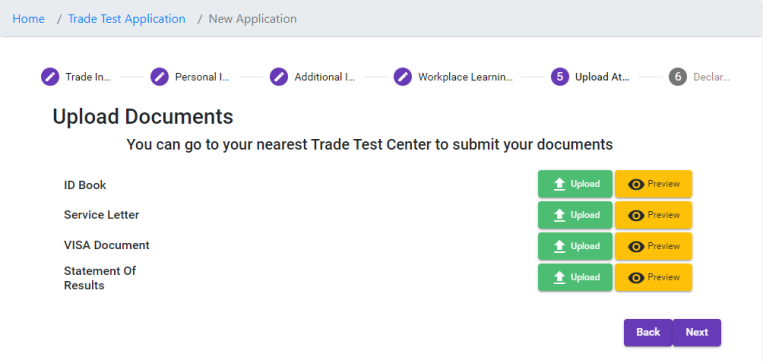 Home / Trade Test Application / New Application
Trade In... Personal I... Additional I... Workplace Learnin... 5 Upload At... 6 Declar...
Upload Documents
You can go to your nearest Trade Test Center to submit your documents
ID Book Upload Preview
Service Letter Upload Preview
VISA Document Upload Preview
Statement Of
Results Upload Preview
Back Next